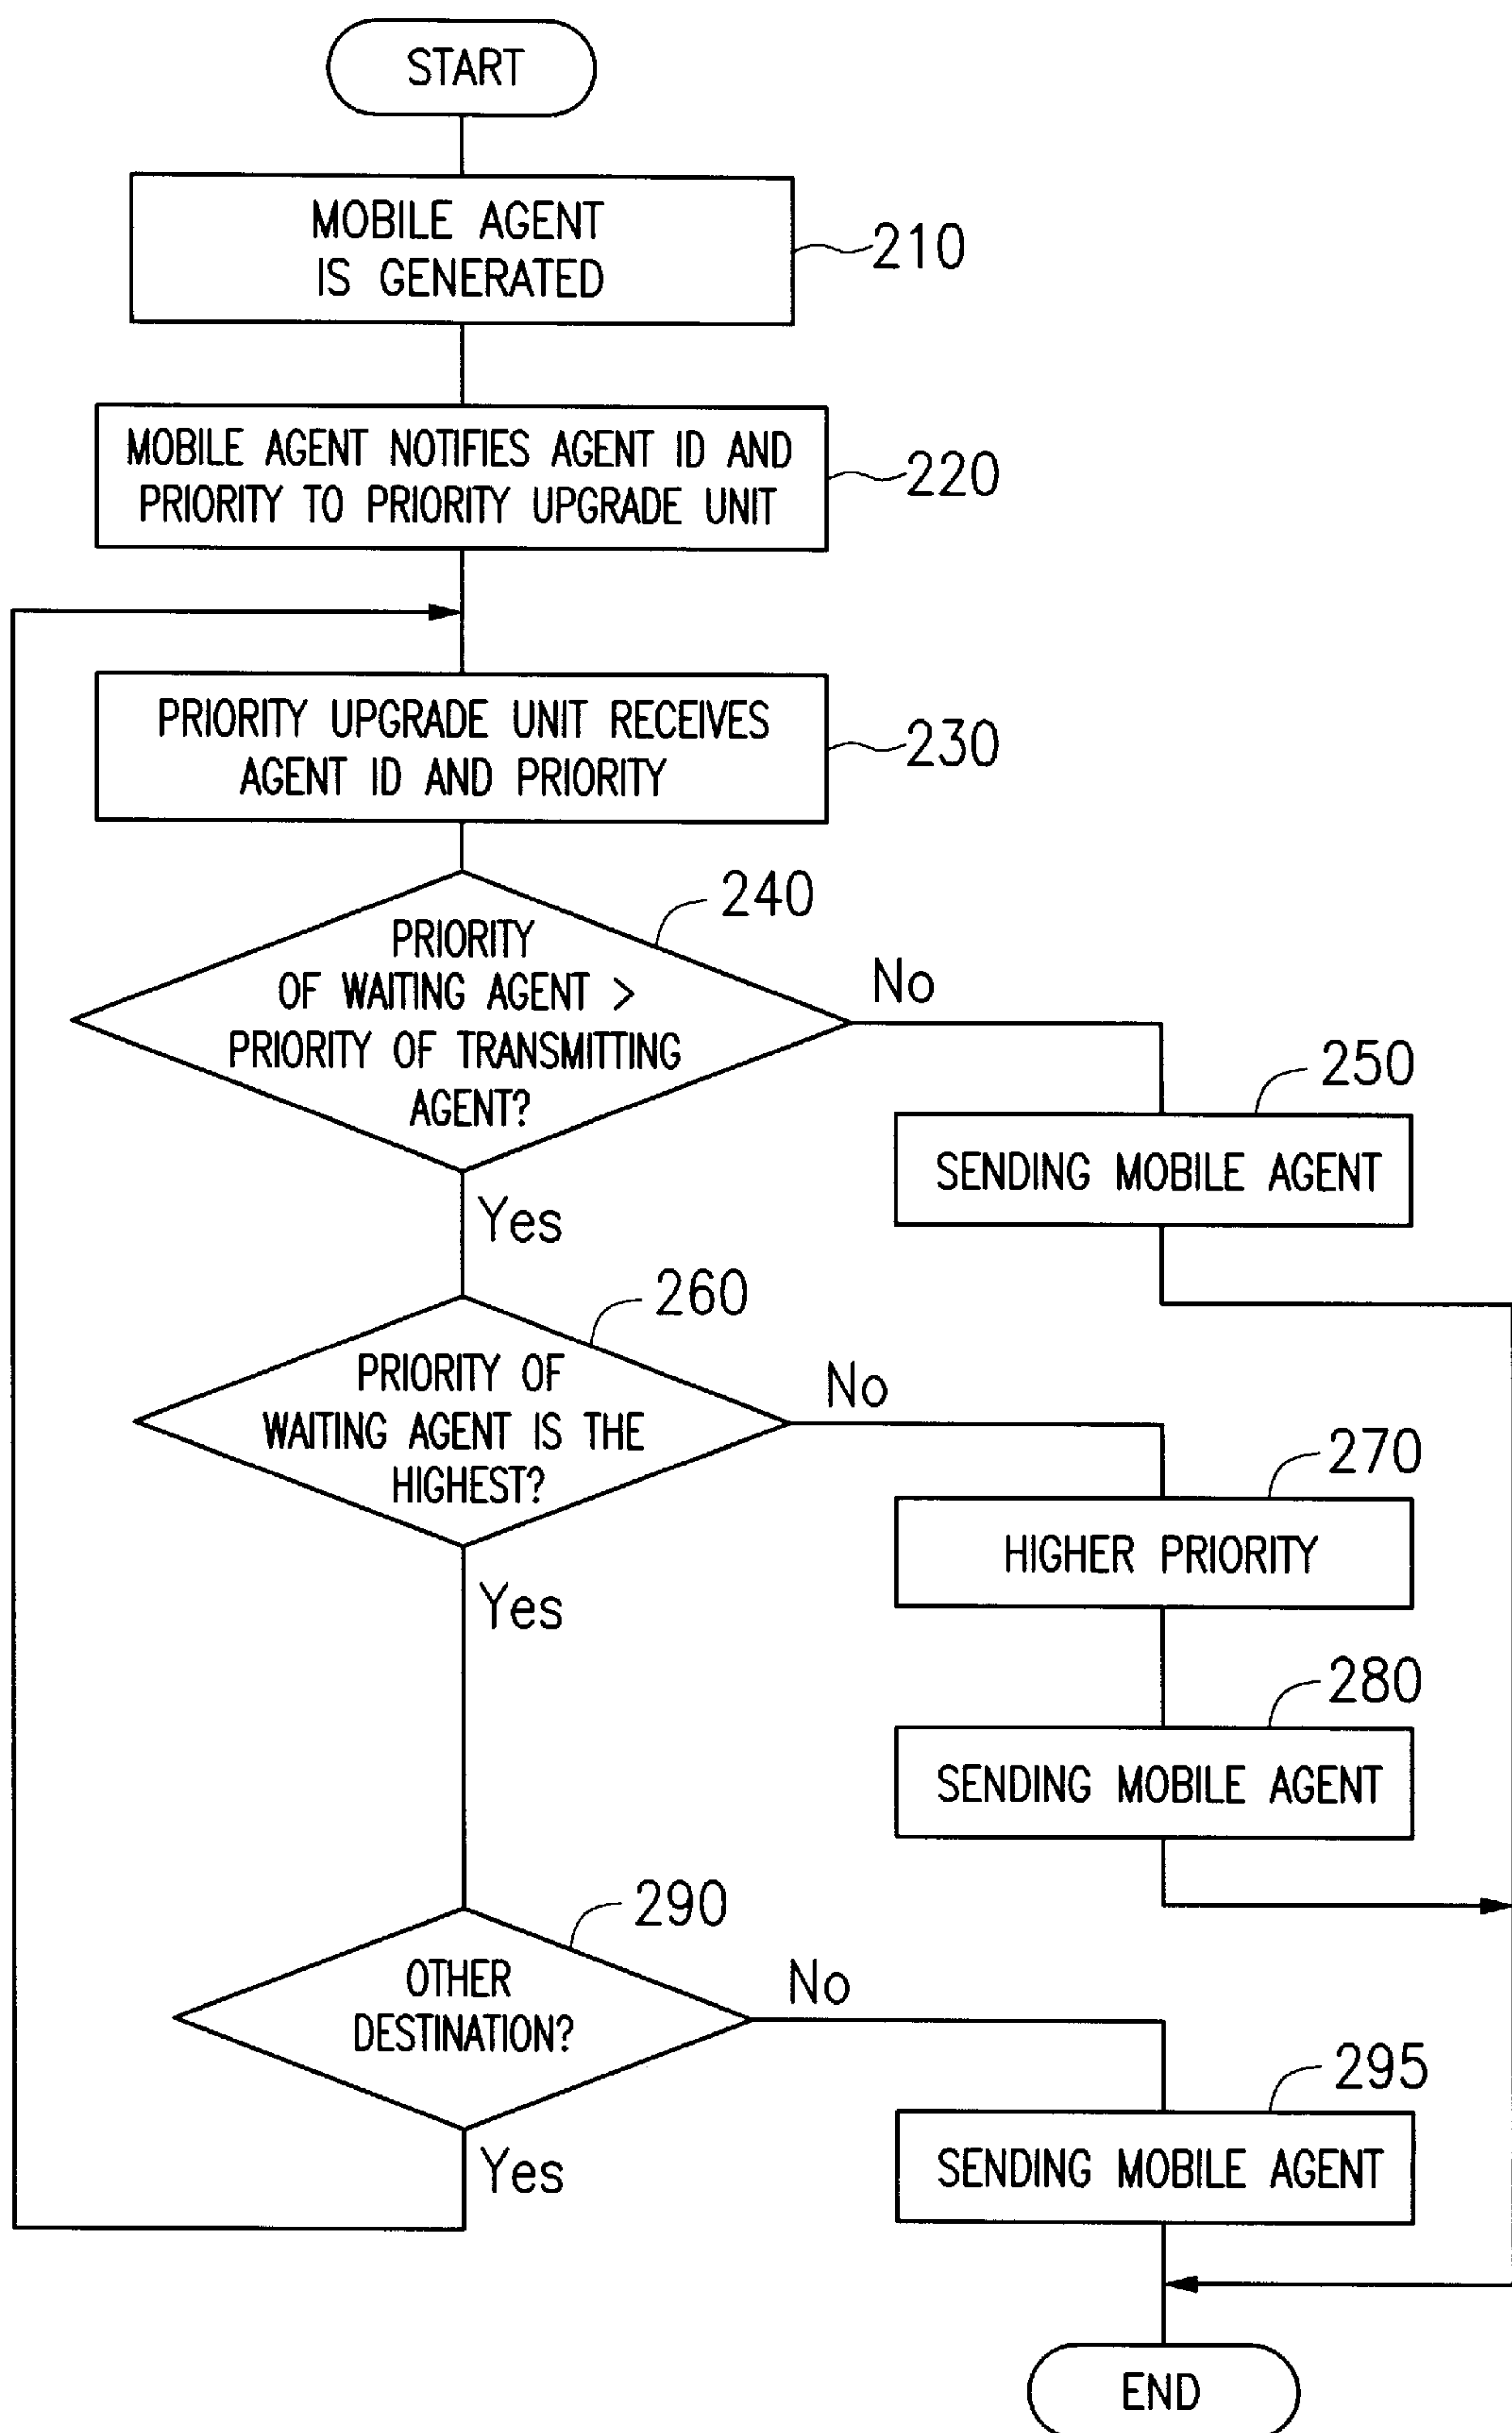 START
MOBILE AGENT
IS GENERATED
210
MOBILE AGENT NOTIFIES AGENT ID AND
PRIORITY TO PRIORITY UPGRADE UNIT
220
PRIORITY UPGRADE UNIT RECEIVES
AGENT ID AND PRIORITY
230
240
PRIORITY
OF WAITING AGENT >
PRIORITY OF TRANSMITTING
AGENT?
No
Yes
250
SENDING MOBILE AGENT
260
PRIORITY OF
WAITING AGENT IS THE
HIGHEST?
No
Yes
270
HIGHER PRIORITY
280
SENDING MOBILE AGENT
290
OTHER
DESTINATION?
No
Yes
295
SENDING MOBILE AGENT
END